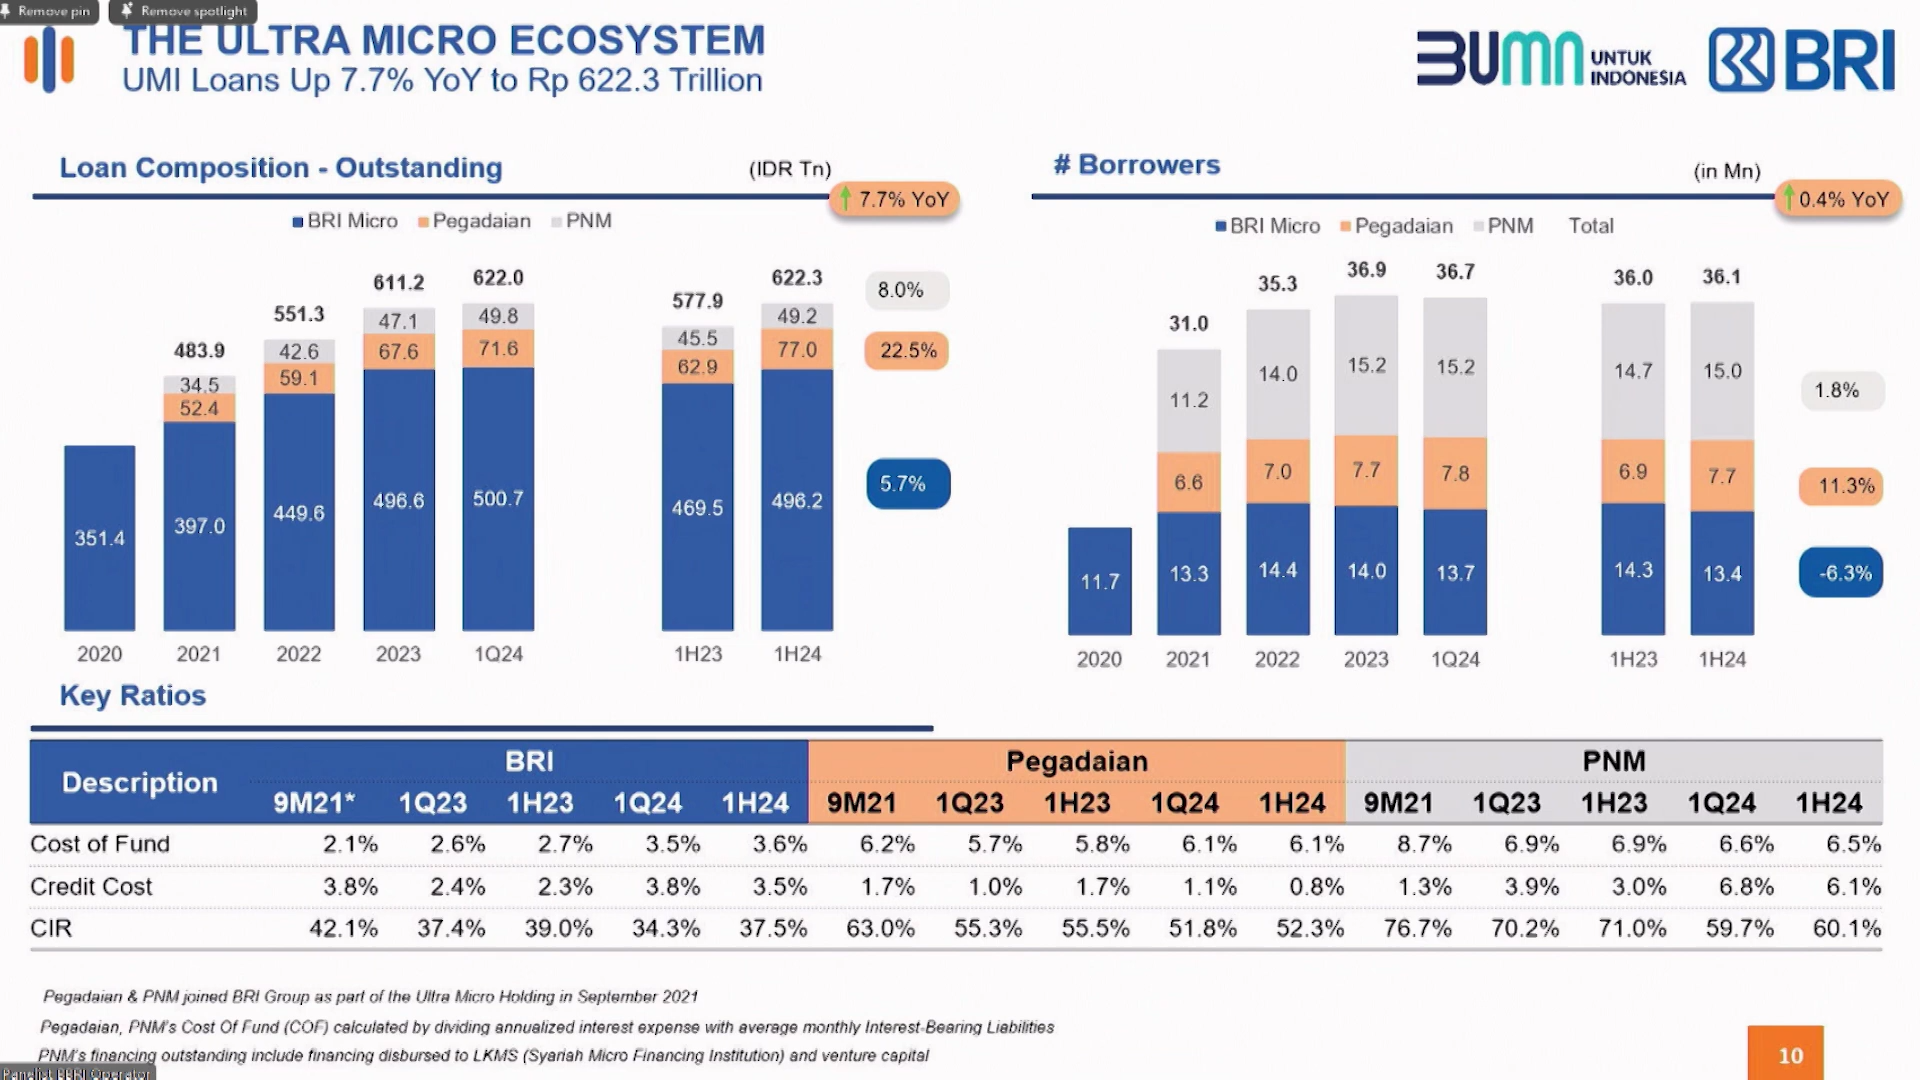 Remove pin
Remove spotlight
THE ULTRA MICRO ECOSYSTEM
UMI Loans Up 7.7% YoY to Rp 622.3 Trillion
BUMN UNTUK INDONESIA
BRI
Loan Composition - Outstanding
(IDR Tn)
7.7% YoY
BRI Micro Pegadaian PNM
483.9 551.3 611.2 622.0 577.9 622.3
34.5 42.6 47.1 49.8 45.5 49.2
52.4 59.1 67.6 71.6 62.9 77.0
351.4 397.0 449.6 496.6 500.7 469.5 496.2
8.0%
22.5%
5.7%
2020 2021 2022 2023 1Q24 1H23 1H24
# Borrowers
(in Mn)
0.4% YoY
BRI Micro Pegadaian PNM Total
31.0 35.3 36.9 36.7 36.0 36.1
11.2 14.0 15.2 15.2 14.7 15.0
6.6 7.0 7.7 7.8 6.9 7.7
11.7 13.3 14.4 14.0 13.7 14.3 13.4
1.8%
11.3%
-6.3%
2020 2021 2022 2023 1Q24 1H23 1H24
Key Ratios
Description BRI Pegadaian PNM
9M21* 1Q23 1H23 1Q24 1H24 9M21 1Q23 1H23 1Q24 1H24 9M21 1Q23 1H23 1Q24 1H24
Cost of Fund 2.1% 2.6% 2.7% 3.5% 3.6% 6.2% 5.7% 5.8% 6.1% 6.1% 8.7% 6.9% 6.9% 6.6% 6.5%
Credit Cost 3.8% 2.4% 2.3% 3.8% 3.5% 1.7% 1.0% 1.7% 1.1% 0.8% 1.3% 3.9% 3.0% 6.8% 6.1%
CIR 42.1% 37.4% 39.0% 34.3% 37.5% 63.0% 55.3% 55.5% 51.8% 52.3% 76.7% 70.2% 71.0% 59.7% 60.1%
Pegadaian & PNM joined BRI Group as part of the Ultra Micro Holding in September 2021
Pegadaian, PNM's Cost Of Fund (COF) calculated by dividing annualized interest expense with average monthly Interest-Bearing Liabilities
PNM's financing outstanding include financing disbursed to LKMS (Syariah Micro Financing Institution) and venture capital
Panelist BBRI Operator
10